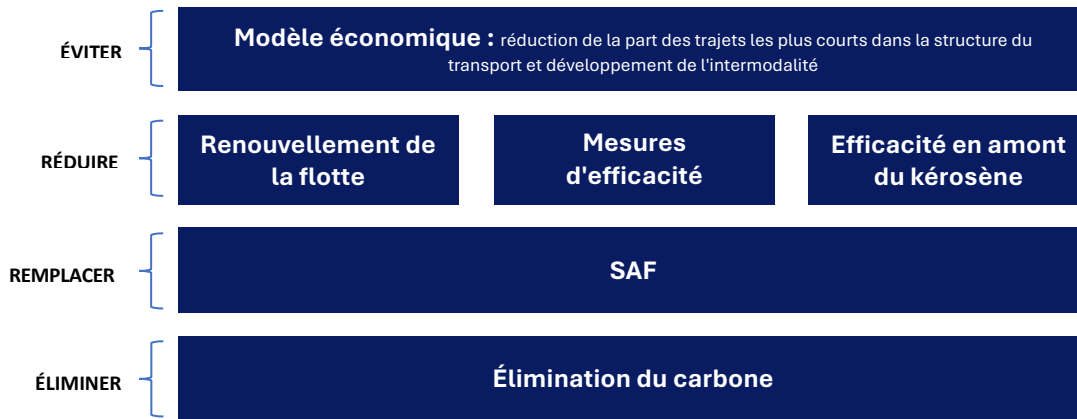 ÉVITER
Modèle économique : réduction de la part des trajets les plus courts dans la structure du
transport et développement de l'intermodalité
RÉDUIRE
Renouvellement de
la flotte
Mesures
d'efficacité
Efficacité en amont
du kérosène
REMPLACER
SAF
ÉLIMINER
Élimination du carbone